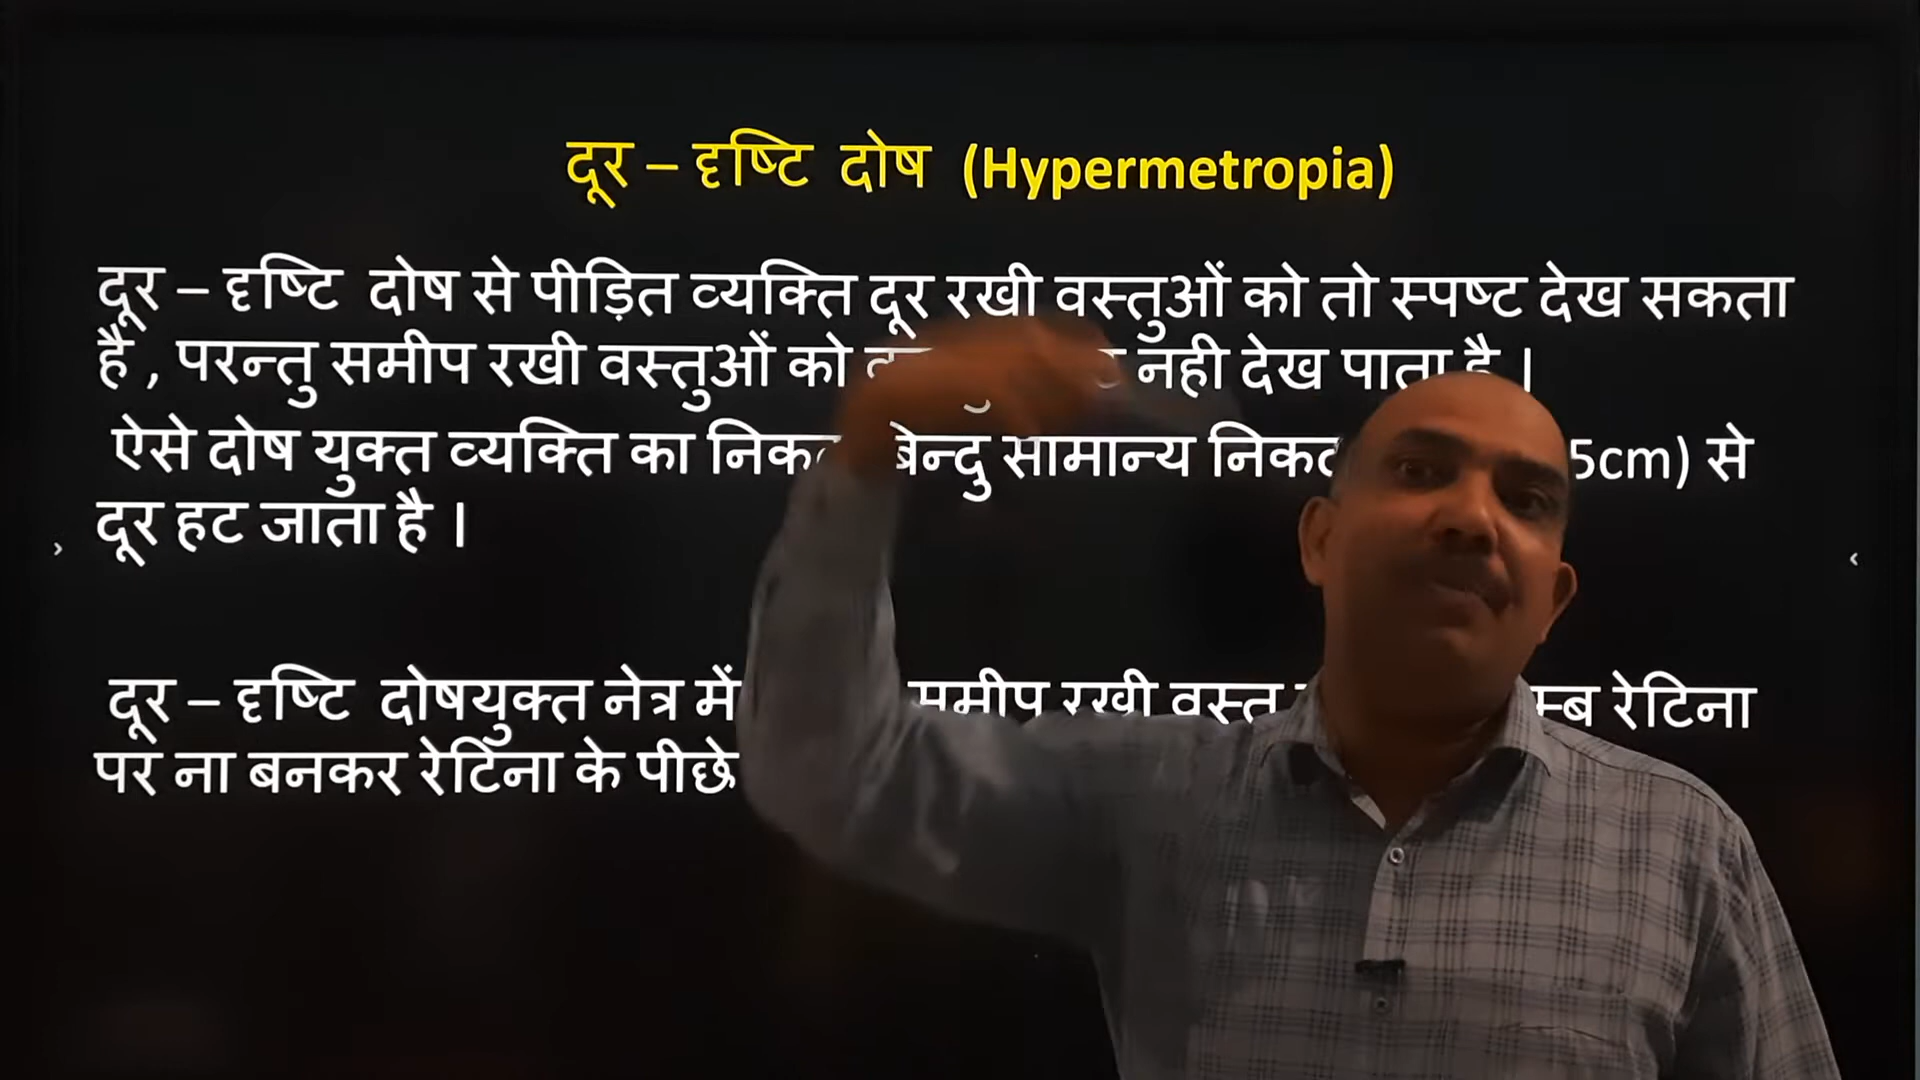 दूर – दृष्टि दोष (Hypermetropia)
दूर – दृष्टि दोष से पीड़ित व्यक्ति दूर रखी वस्तुओं को तो स्पष्ट देख सकता
है , परन्तु समीप रखी वस्तुओं को नही देख पाता है ।
ऐसे दोष युक्त व्यक्ति का सामान्य 5cm) से
दूर हट जाता है ।
दूर – दृष्टि दोषयुक्त नेत्र में समीप रखी रेटिना
पर ना बनकर रेटिना के पीछे